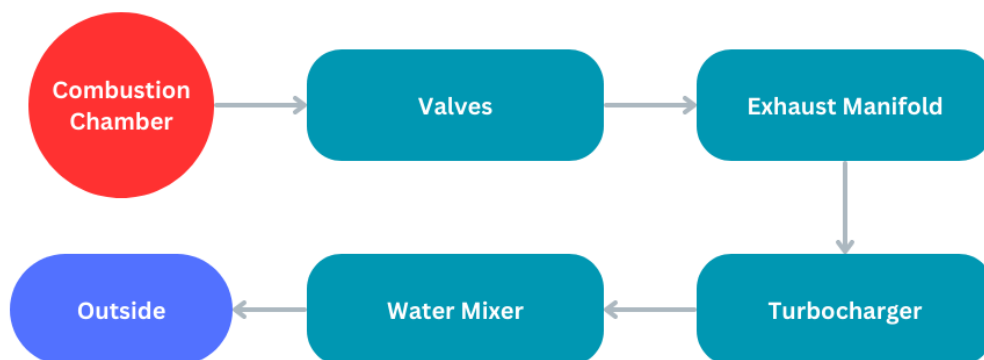 Combustion
Chamber
Valves
Exhaust Manifold
Turbocharger
Water Mixer
Outside